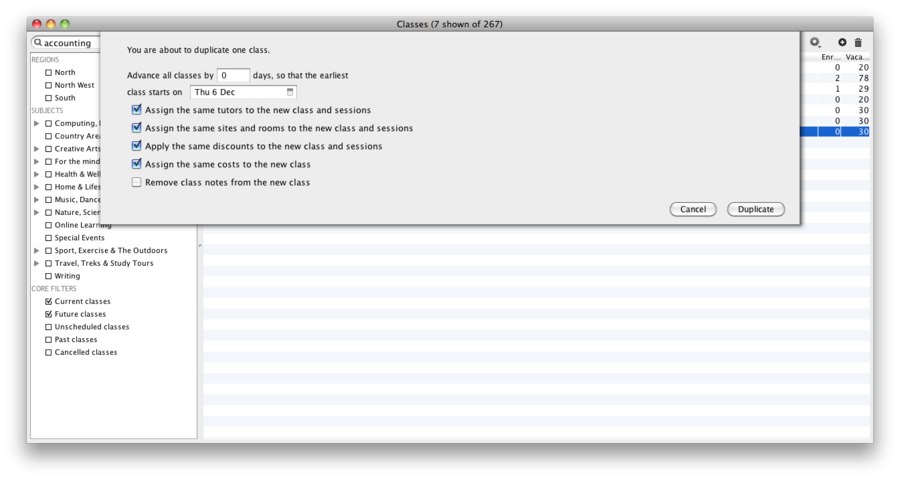 Classes (7 shown of 267)
accounting
REGIONS
North
North West
South
SUBJECTS
Computing,
Country Are
Creative Arts
For the mind
Health & Well
Home & Lifes
Music, Danc
Nature, Scien
Online Learning
Special Events
Sport, Exercise & The Outdoors
Travel, Treks & Study Tours
Writing
CORE FILTERS
Current classes
Future classes
Unscheduled classes
Past classes
Cancelled classes
You are about to duplicate one class.
Advance all classes by 0 days, so that the earliest
class starts on Thu 6 Dec
Assign the same tutors to the new class and sessions
Assign the same sites and rooms to the new class and sessions
Apply the same discounts to the new class and sessions
Assign the same costs to the new class
Remove class notes from the new class
Cancel Duplicate
Enr... Vaca...
0 20
2 78
1 29
0 20
0 30
0 30
0 30